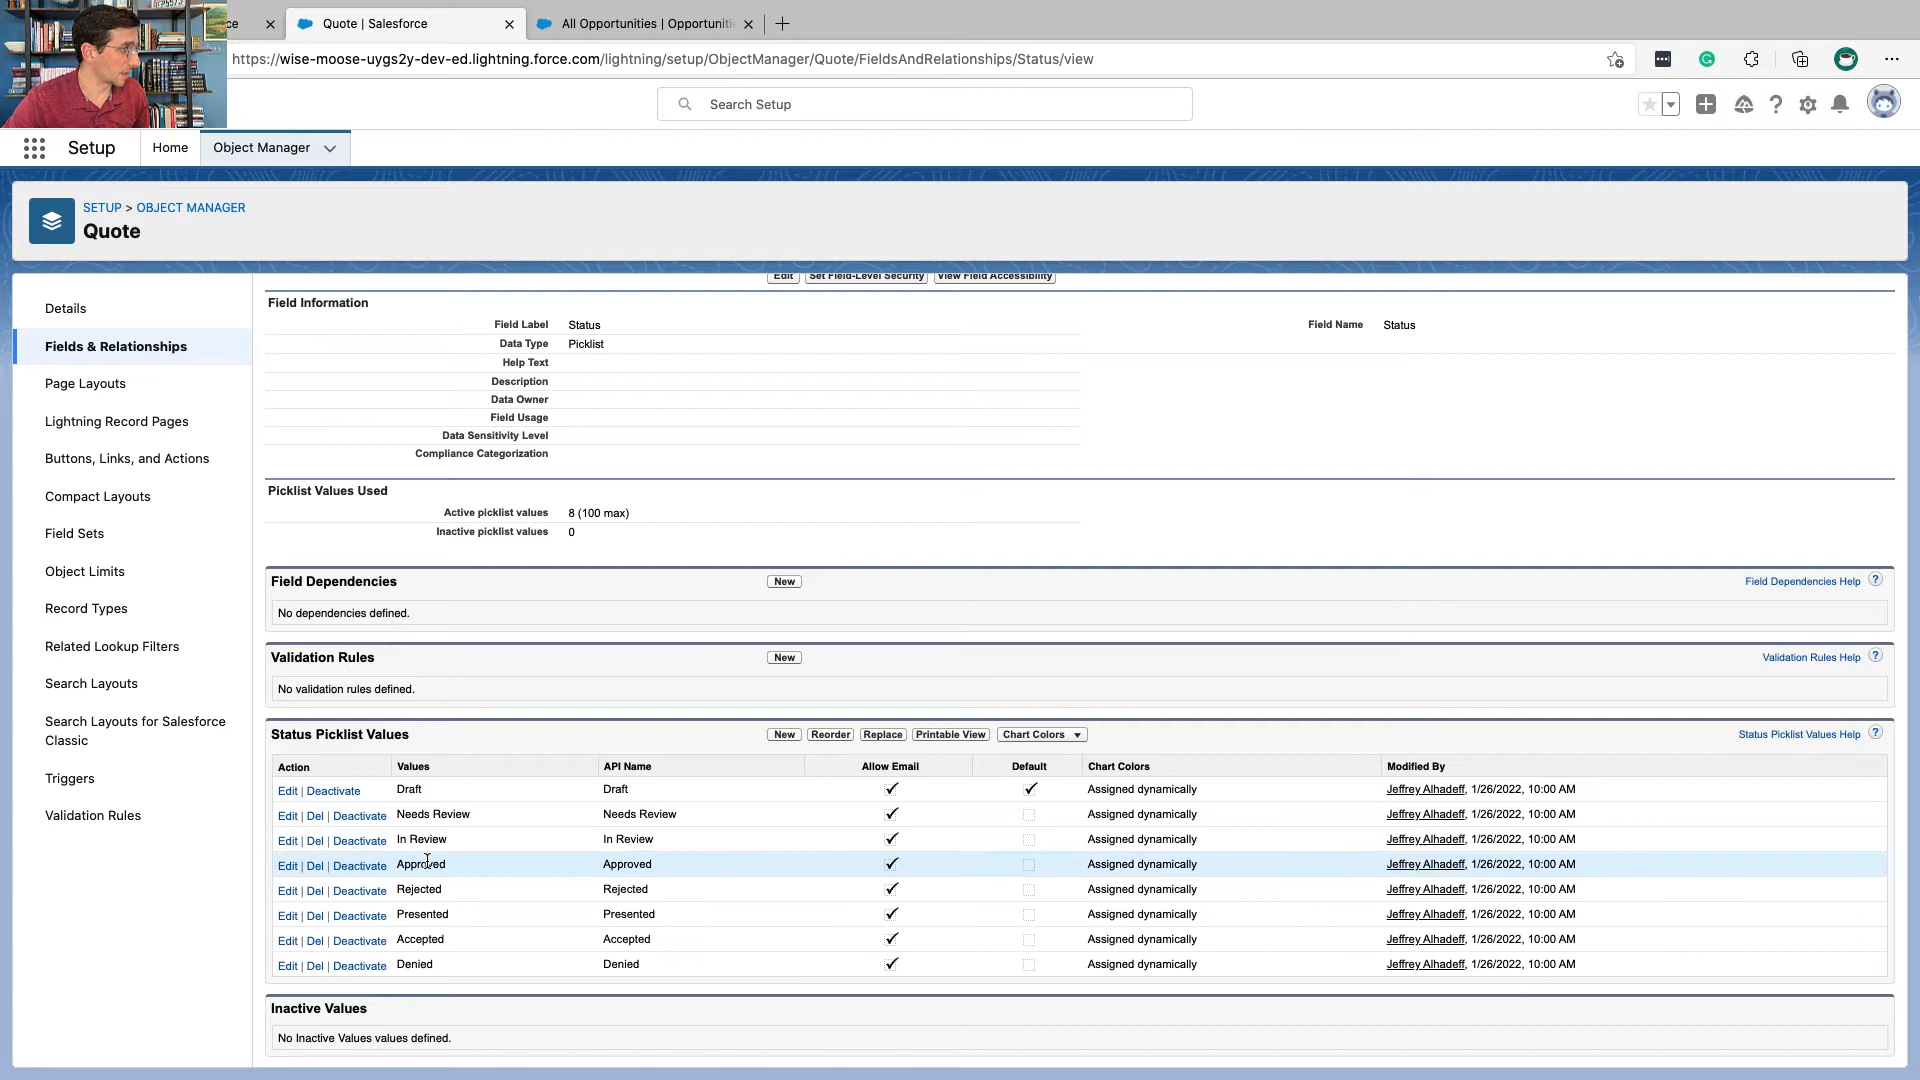 ce
Quote | Salesforce
All Opportunities | Opportuniti
https://wise-moose-uygs2y-dev-ed.lightning.force.com/lightning/setup/ObjectManager/Quote/FieldsAndRelationships/Status/view
Search Setup
Setup
Home
Object Manager
SETUP > OBJECT MANAGER
Quote
Details
Fields & Relationships
Page Layouts
Lightning Record Pages
Buttons, Links, and Actions
Compact Layouts
Field Sets
Object Limits
Record Types
Related Lookup Filters
Search Layouts
Search Layouts for Salesforce
Classic
Triggers
Validation Rules
Edit Set Field-Level Security View Field Accessibility
Field Information
Field Label Status Field Name Status
Data Type Picklist
Help Text
Description
Data Owner
Field Usage
Data Sensitivity Level
Compliance Categorization
Picklist Values Used
Active picklist values 8 (100 max)
Inactive picklist values 0
Field Dependencies New Field Dependencies Help ?
No dependencies defined.
Validation Rules New Validation Rules Help ?
No validation rules defined.
Status Picklist Values New Reorder Replace Printable View Chart Colors Status Picklist Values Help ?
Action Values API Name Allow Email Default Chart Colors Modified By
Edit | Deactivate Draft Draft Assigned dynamically Jeffrey Alhadeff, 1/26/2022, 10:00 AM
Edit | Del | Deactivate Needs Review Needs Review Assigned dynamically Jeffrey Alhadeff, 1/26/2022, 10:00 AM
Edit | Del | Deactivate In Review In Review Assigned dynamically Jeffrey Alhadeff, 1/26/2022, 10:00 AM
Edit | Del | Deactivate Approved Approved Assigned dynamically Jeffrey Alhadeff, 1/26/2022, 10:00 AM
Edit | Del | Deactivate Rejected Rejected Assigned dynamically Jeffrey Alhadeff, 1/26/2022, 10:00 AM
Edit | Del | Deactivate Presented Presented Assigned dynamically Jeffrey Alhadeff, 1/26/2022, 10:00 AM
Edit | Del | Deactivate Accepted Accepted Assigned dynamically Jeffrey Alhadeff, 1/26/2022, 10:00 AM
Edit | Del | Deactivate Denied Denied Assigned dynamically Jeffrey Alhadeff, 1/26/2022, 10:00 AM
Inactive Values
No Inactive Values values defined.